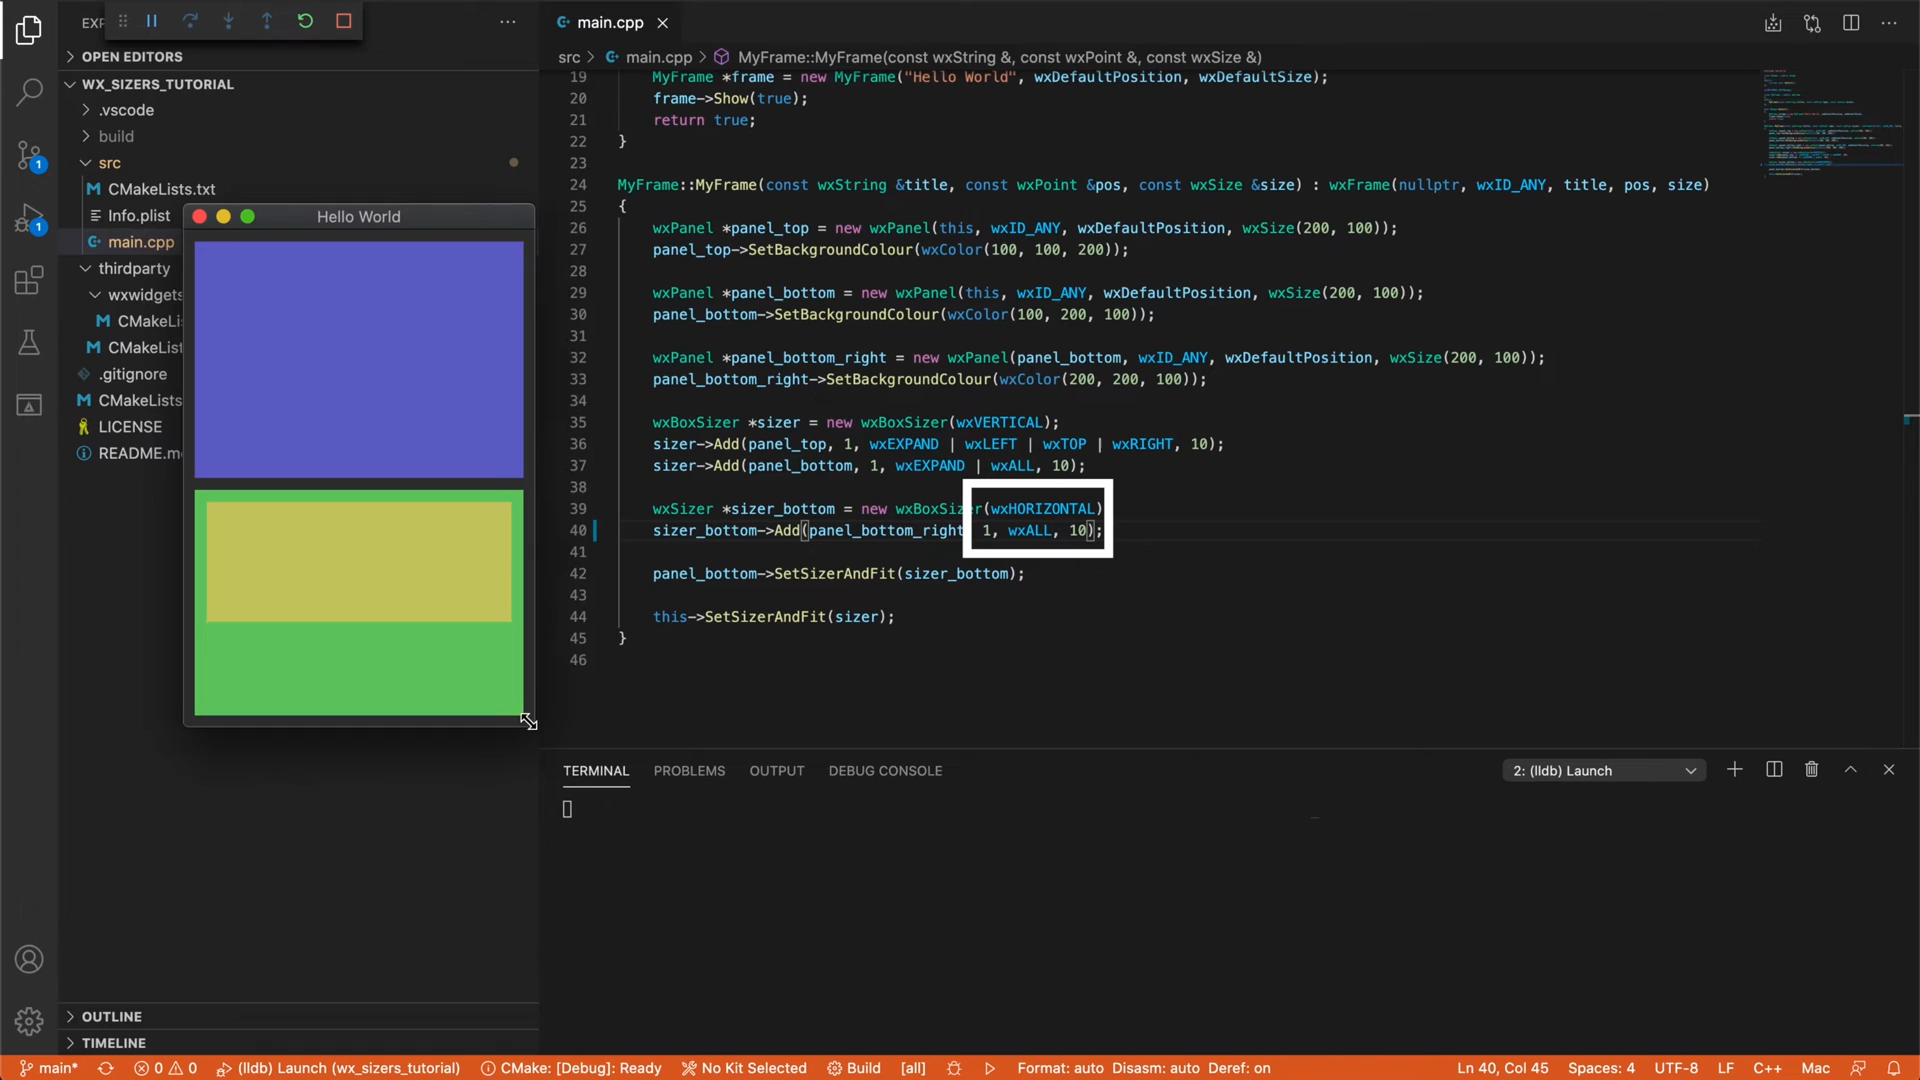 EXP
main.cpp
OPEN EDITORS
src
main.cpp
MyFrame::MyFrame(const wxString &, const wxPoint &, const wxSize &)
WX_SIZERS_TUTORIAL
.vscode
build
src
CMakeLists.txt
Info.plist
main.cpp
thirdparty
wxwidgets
CMakeLis
CMakeList
.gitignore
CMakeLists
LICENSE
README.m
Hello World
19 MyFrame *frame = new MyFrame("Hello World", wxDefaultPosition, wxDefaultSize);
20 frame->Show(true);
21 return true;
22 }
23
24 MyFrame::MyFrame(const wxString &title, const wxPoint &pos, const wxSize &size) : wxFrame(nullptr, wxID_ANY, title, pos, size)
25 {
26 wxPanel *panel_top = new wxPanel(this, wxID_ANY, wxDefaultPosition, wxSize(200, 100));
27 panel_top->SetBackgroundColour(wxColor(100, 100, 200));
28
29 wxPanel *panel_bottom = new wxPanel(this, wxID_ANY, wxDefaultPosition, wxSize(200, 100));
30 panel_bottom->SetBackgroundColour(wxColor(100, 200, 100));
31
32 wxPanel *panel_bottom_right = new wxPanel(panel_bottom, wxID_ANY, wxDefaultPosition, wxSize(200, 100));
33 panel_bottom_right->SetBackgroundColour(wxColor(200, 200, 100));
34
35 wxBoxSizer *sizer = new wxBoxSizer(wxVERTICAL);
36 sizer->Add(panel_top, 1, wxEXPAND | wxLEFT | wxTOP | wxRIGHT, 10);
37 sizer->Add(panel_bottom, 1, wxEXPAND | wxALL, 10);
38
39 wxSizer *sizer_bottom = new wxBoxSizer(wxHORIZONTAL)
40 sizer_bottom->Add(panel_bottom_right 1, wxALL, 10);
41
42 panel_bottom->SetSizerAndFit(sizer_bottom);
43
44 this->SetSizerAndFit(sizer);
45 }
46
1
1
TERMINAL PROBLEMS OUTPUT DEBUG CONSOLE
2: (lldb) Launch
OUTLINE
TIMELINE
main* 0 0 (lldb) Launch (wx_sizers_tutorial) CMake: [Debug]: Ready No Kit Selected Build [all] Format: auto Disasm: auto Deref: on Ln 40, Col 45 Spaces: 4 UTF-8 LF C++ Mac